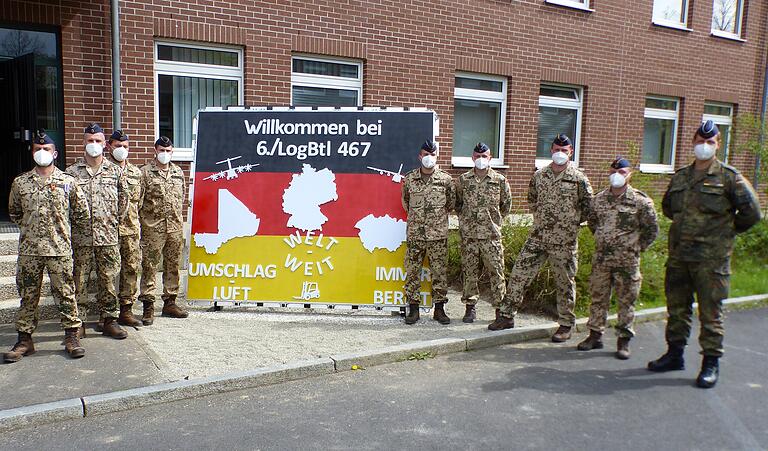 Willkommen bei
6./LogBtl 467
WELT
-
WEIT
UMSCHLAG
-
LUFT
IMMER
-
BEREIT